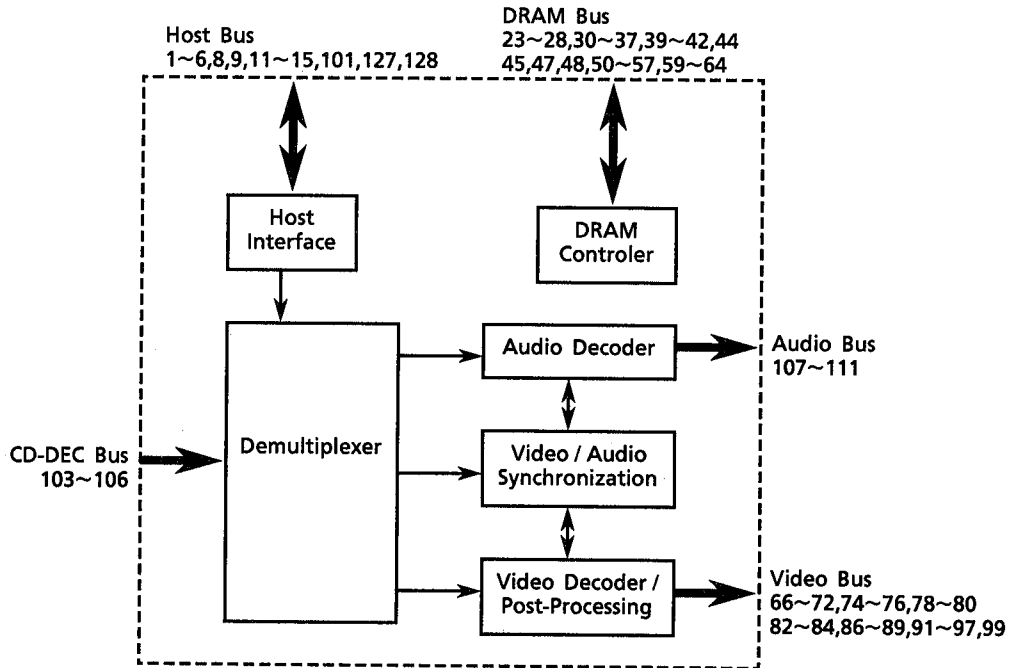 Host Bus
1~6,8,9,11~15,101,127,128
DRAM Bus
23~28,30~37,39~42,44
45,47,48,50~57,59~64
Host
Interface
DRAM
Controler
Audio Decoder
Audio Bus
107~111
CD-DEC Bus
103~106
Demultiplexer
Video / Audio
Synchronization
Video Decoder /
Post-Processing
Video Bus
66~72,74~76,78~80
82~84,86~89,91~97,99